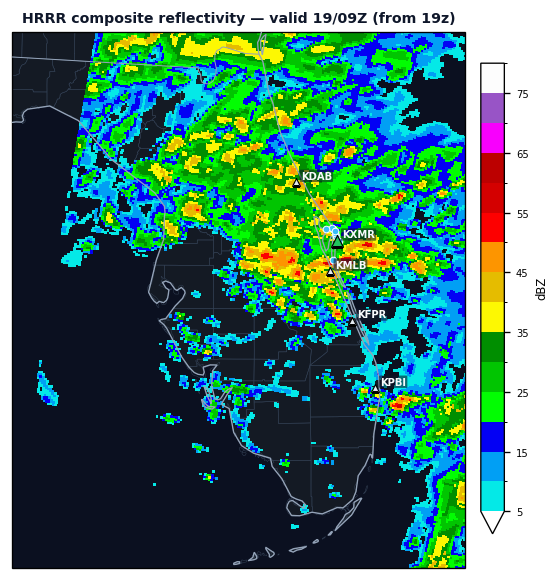 HRRR composite reflectivity — valid 19/09Z (from 19z)
KDAB
KXMR
KMLB
KFPR
KPBI
75
65
55
45
35
25
15
5
dBZ